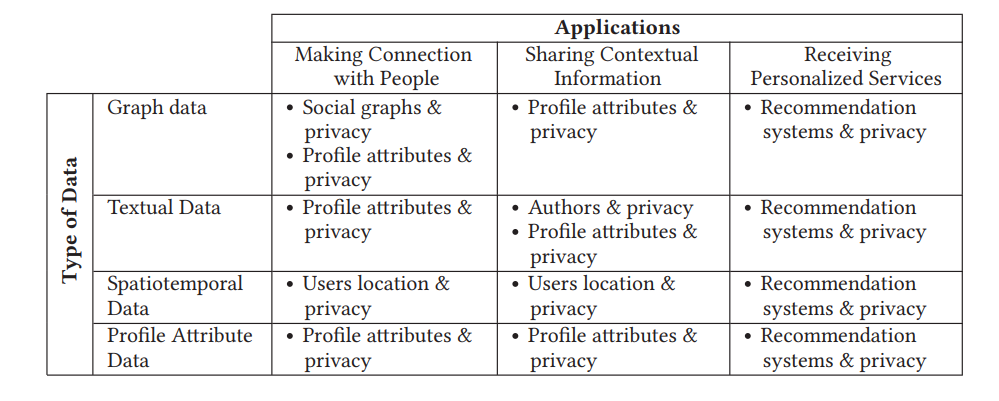 Applications
Making Connection
with People
Sharing Contextual
Information
Receiving
Personalized Services
Type of Data
Graph data
• Social graphs &
privacy
• Profile attributes &
privacy
• Profile attributes &
privacy
• Recommendation
systems & privacy
Textual Data
• Profile attributes &
privacy
• Authors & privacy
• Profile attributes &
privacy
• Recommendation
systems & privacy
Spatiotemporal
Data
• Users location &
privacy
• Users location &
privacy
• Recommendation
systems & privacy
Profile Attribute
Data
• Profile attributes &
privacy
• Profile attributes &
privacy
• Recommendation
systems & privacy